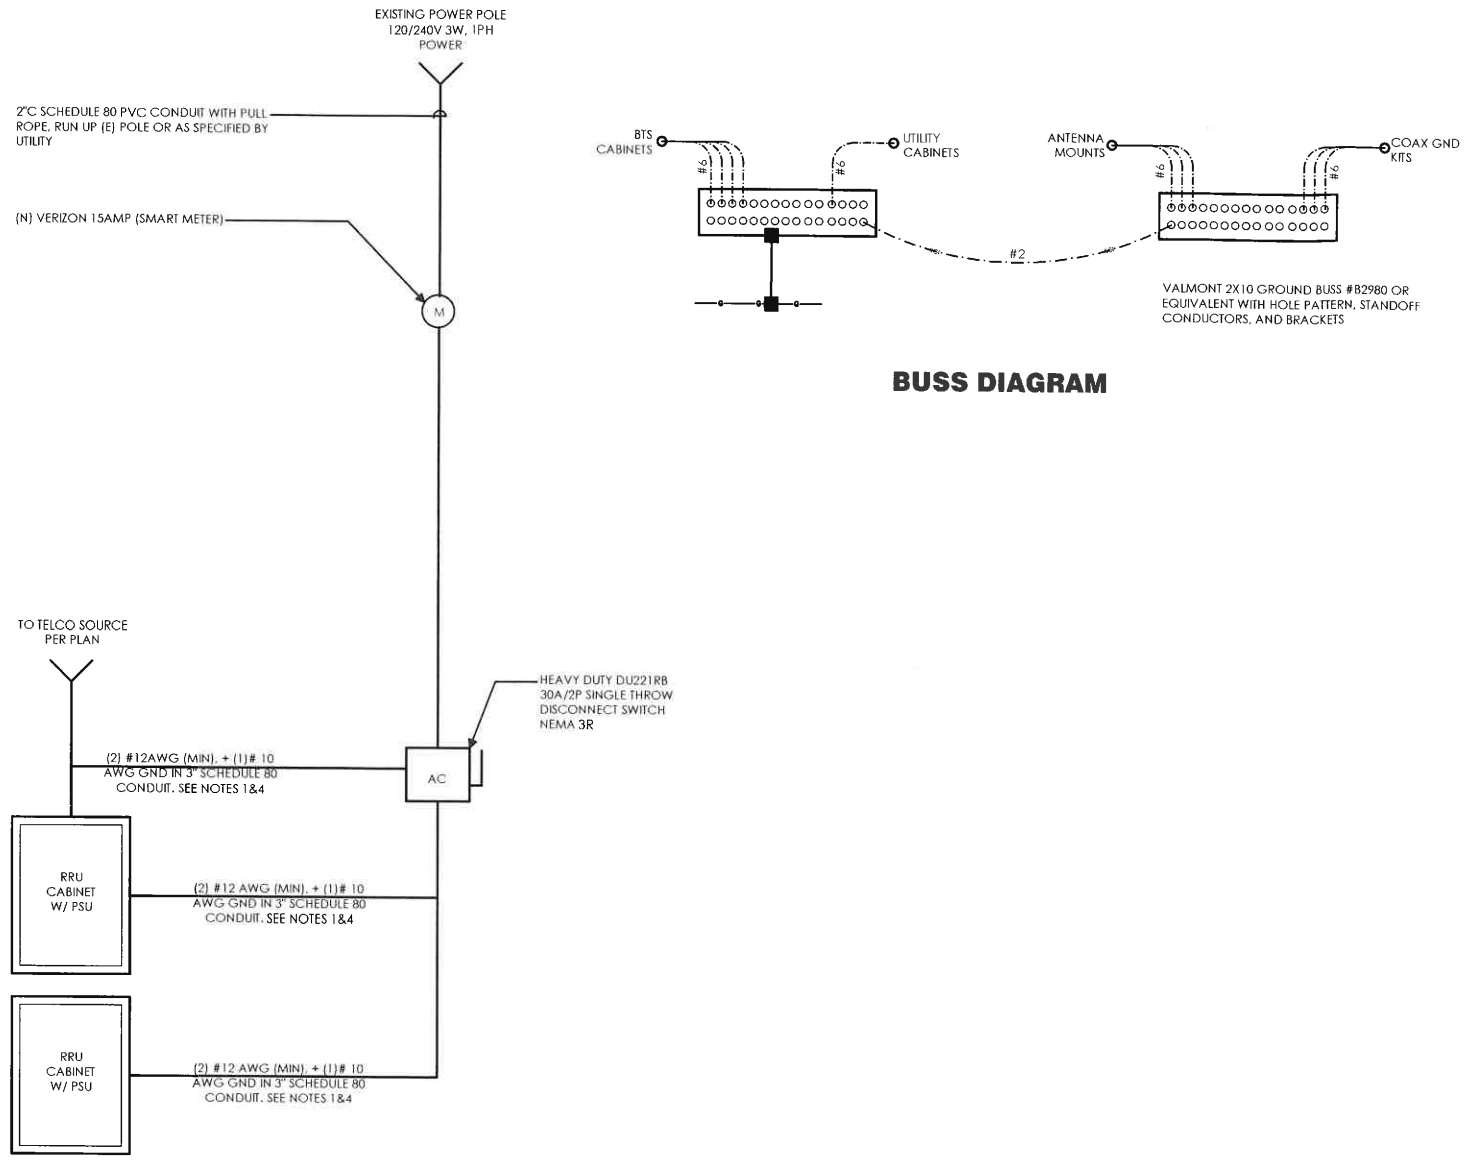 EXISTING POWER POLE
120/240V 3W, 1PH
POWER
2"C SCHEDULE 80 PVC CONDUIT WITH PULL
ROPE, RUN UP (E) POLE OR AS SPECIFIED BY
UTILITY
(N) VERIZON 15AMP (SMART METER)
M
BTS
CABINETS
#6
#6
UTILITY
CABINETS
ANTENNA
MOUNTS
#6
#6
COAX GND
KITS
#2
G
G
G
VALMONT 2X10 GROUND BUSS #B2980 OR
EQUIVALENT WITH HOLE PATTERN, STANDOFF
CONDUCTORS, AND BRACKETS
BUSS DIAGRAM
TO TELCO SOURCE
PER PLAN
HEAVY DUTY DU221RB
30A/2P SINGLE THROW
DISCONNECT SWITCH
NEMA 3R
(2) #12AWG (MIN). + (1)# 10
AWG GND IN 3" SCHEDULE 80
CONDUIT. SEE NOTES 1&4
AC
RRU
CABINET
W/ PSU
(2) #12 AWG (MIN). + (1)# 10
AWG GND IN 3" SCHEDULE 80
CONDUIT. SEE NOTES 1&4
RRU
CABINET
W/ PSU
(2) #12 AWG (MIN). + (1)# 10
AWG GND IN 3" SCHEDULE 80
CONDUIT. SEE NOTES 1&4